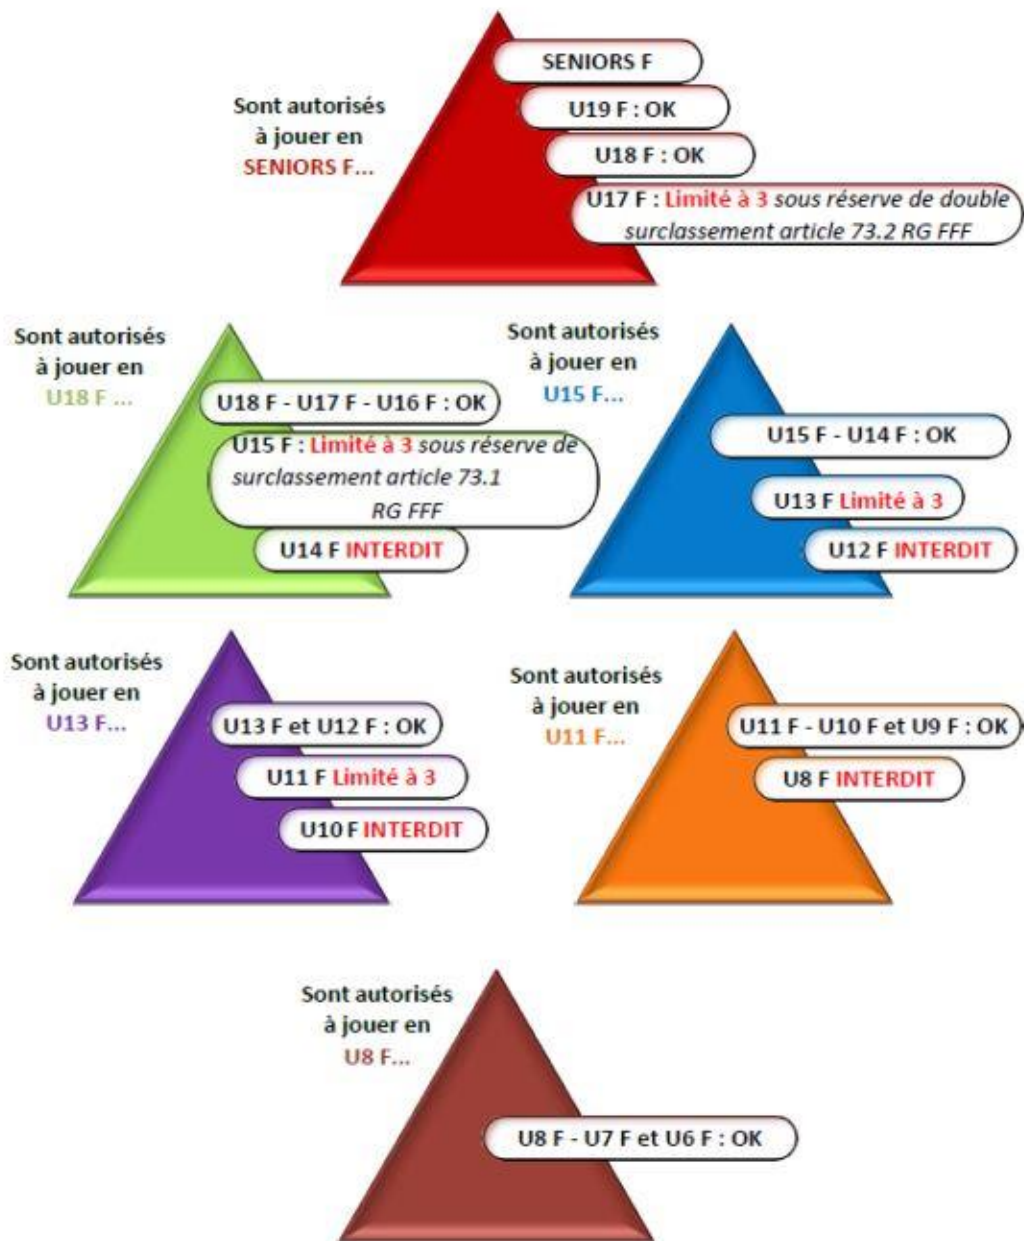 Sont autorisés
à jouer en
SENIORS F...
SENIORS F
U19 F : OK
U18 F : OK
U17 F : Limité à 3 sous réserve de double
surclassement article 73.2 RG FFF
Sont autorisés
à jouer en
U18 F ...
U18 F - U17 F - U16 F : OK
U15 F : Limité à 3 sous réserve de
surclassement article 73.1
RG FFF
U14 F INTERDIT
Sont autorisés
à jouer en
U15 F...
U15 F - U14 F : OK
U13 F Limité à 3
U12 F INTERDIT
Sont autorisés
à jouer en
U13 F...
U13 F et U12 F : OK
U11 F Limité à 3
U10 F INTERDIT
Sont autorisés
à jouer en
U11 F...
U11 F - U10 F et U9 F : OK
U8 F INTERDIT
Sont autorisés
à jouer en
U8 F...
U8 F - U7 F et U6 F : OK